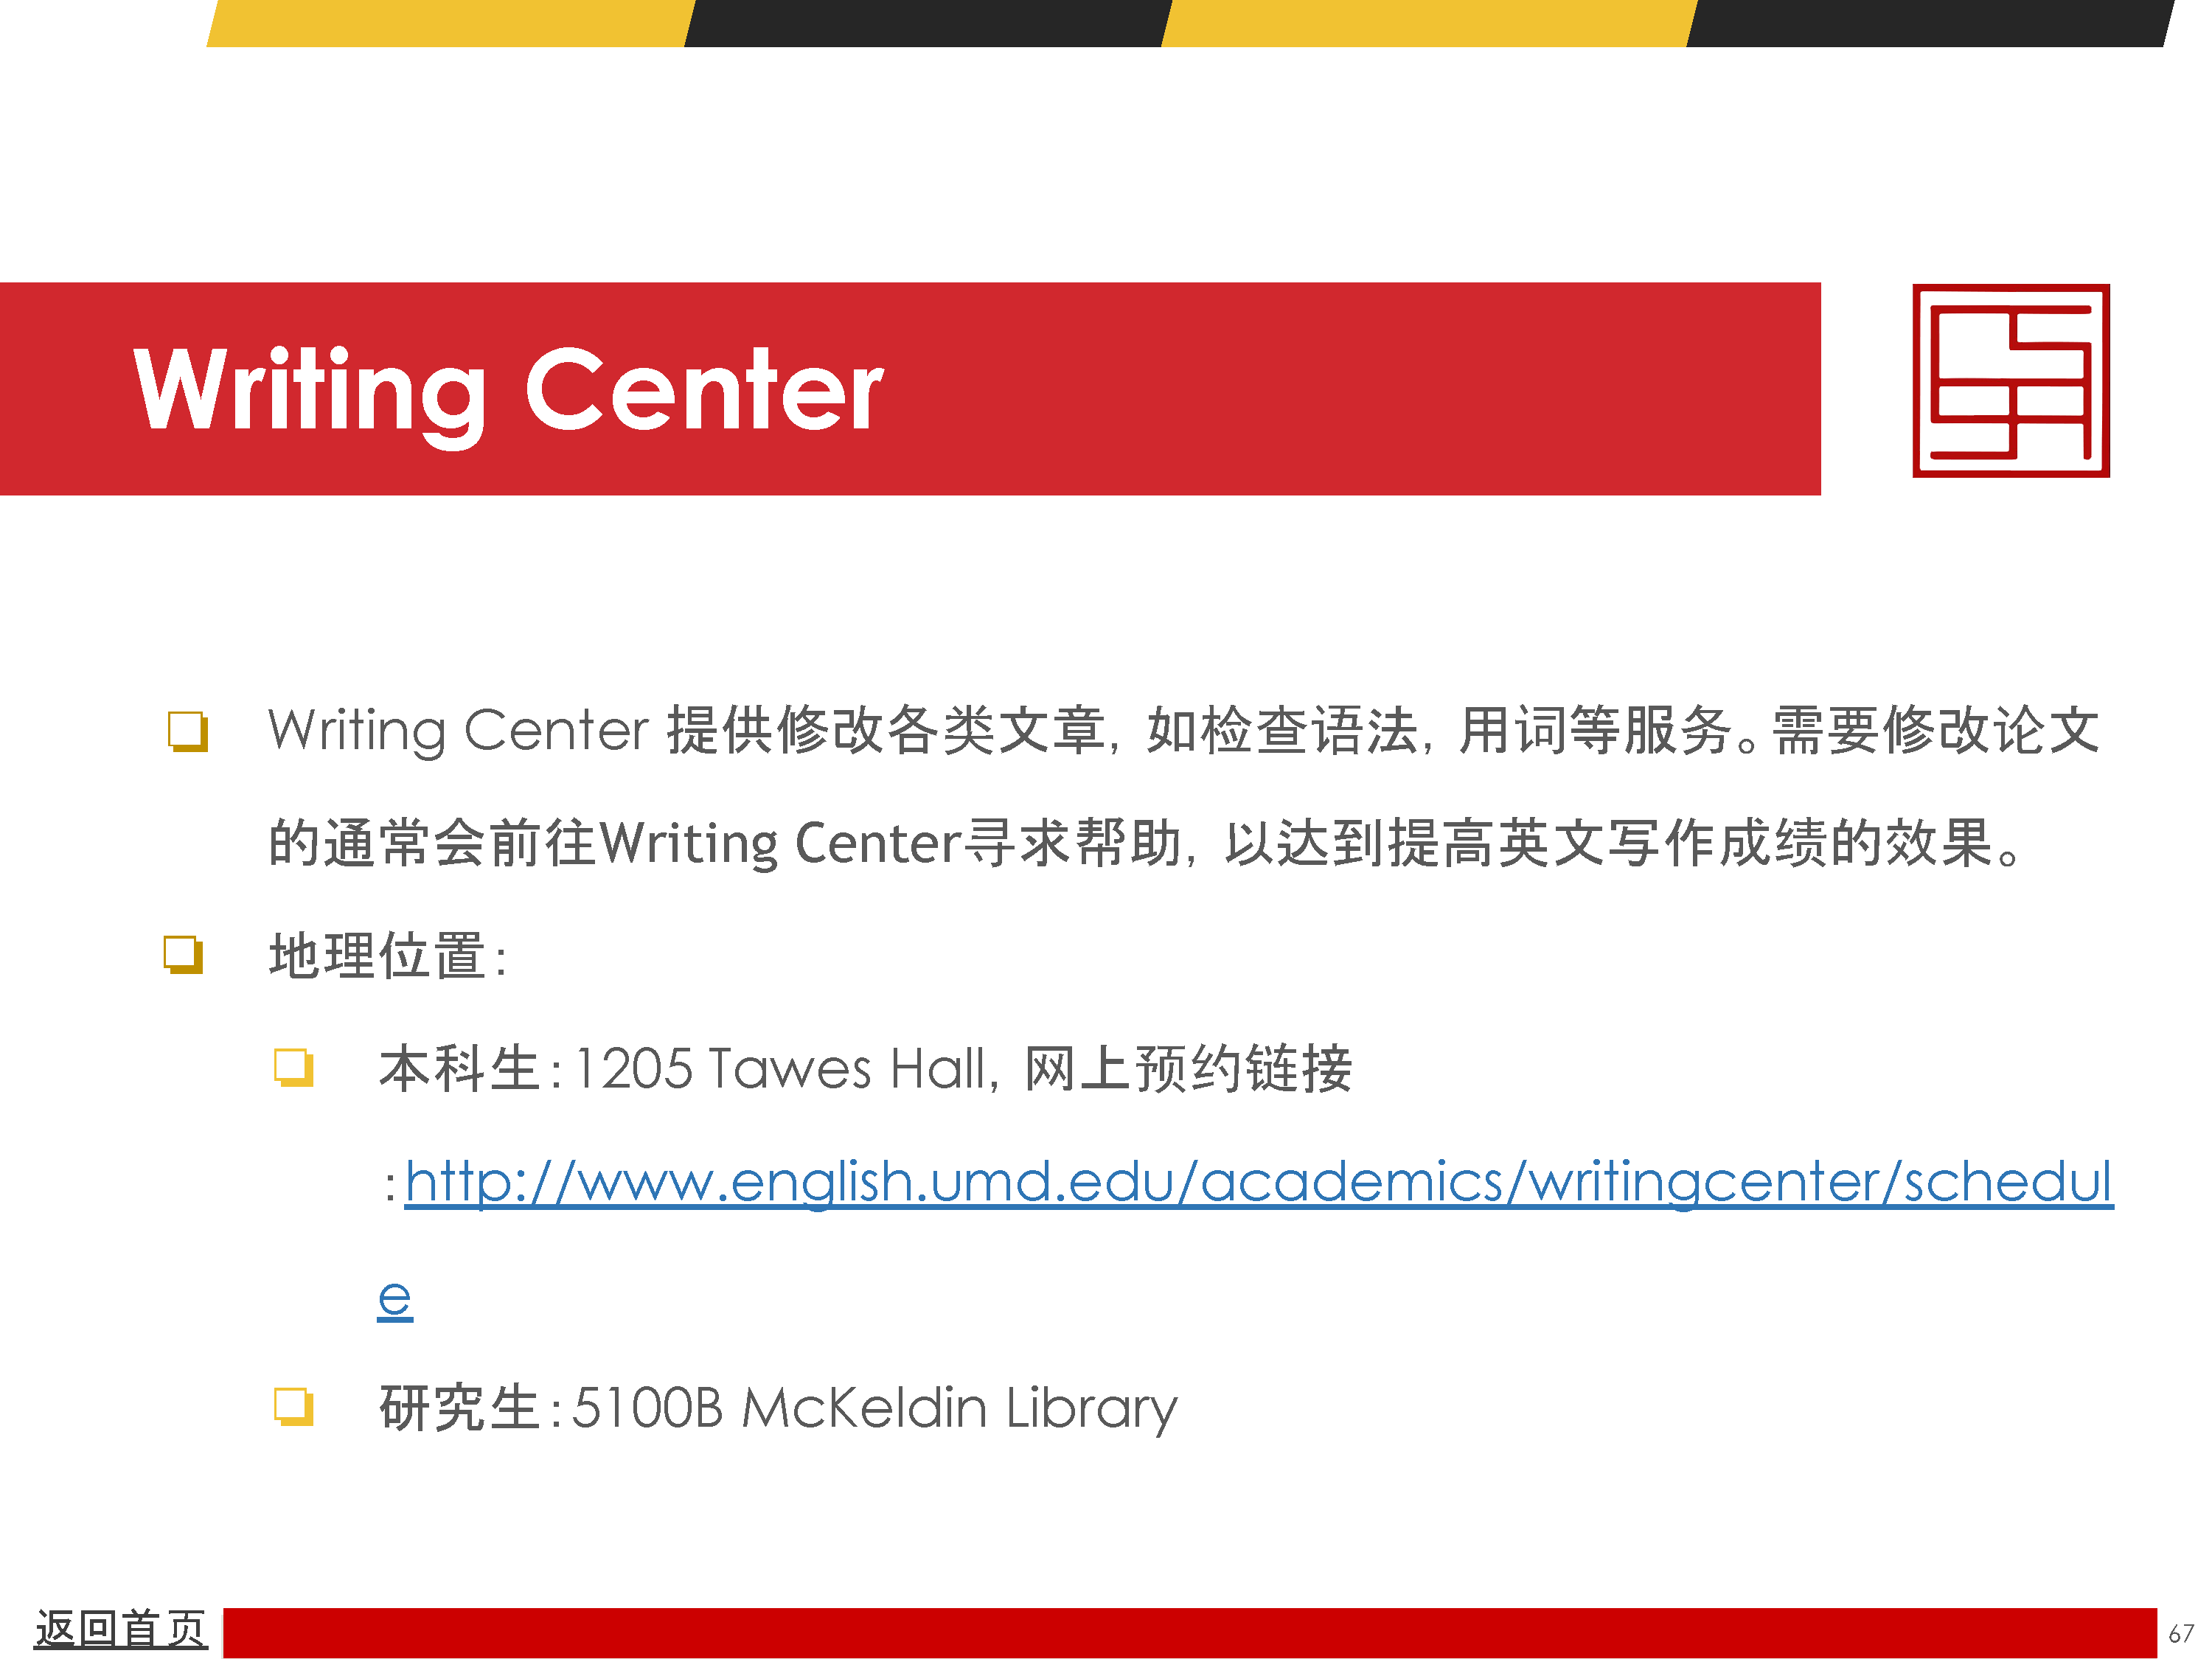 Writing Center
Writing Center 提供修改各类文章，如检查语法，用词等服务。需要修改论文
的通常会前往Writing Center寻求帮助，以达到提高英文写作成绩的效果。
地理位置：
本科生：1205 Tawes Hall，网上预约链接
：http://www.english.umd.edu/academics/writingcenter/schedul
e
研究生：5100B McKeldin Library
返回首页
67